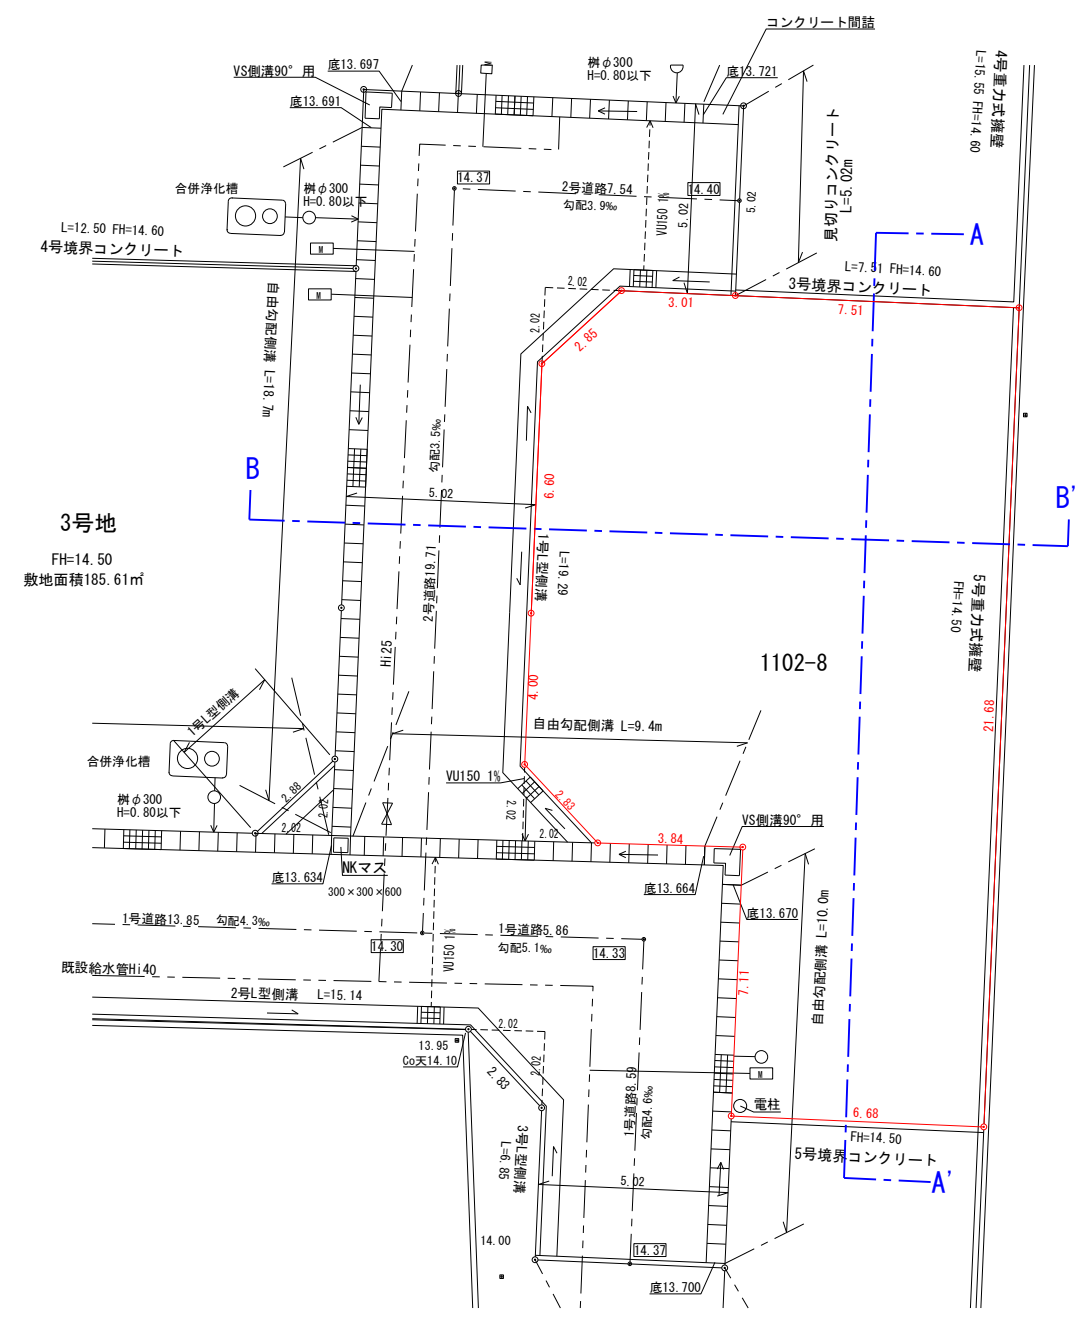 コンクリート間詰
VS側溝90°用
底13.697
桝φ300
H=0.80以下
底13.721
4号重力式擁壁
L=15.55 FH=14.60
底13.691
見切りコンクリート
L=5.02m
14.37
2号道路7.54
勾配3.9‰
14.40
VU150 1%
5.02
5.02
合併浄化槽
桝φ300
H=0.80以下
L=12.50 FH=14.60
4号境界コンクリート
M
M
A
L=7.51 FH=14.60
3号境界コンクリート
2.02
2.02
3.01
7.51
2.85
自由勾配側溝 L=18.7m
勾配3.5‰
B
5.02
6.60
B'
3号地
FH=14.50
敷地面積185.61㎡
1号L型側溝
L=19.29
2号道路19.71
5号重力式擁壁
FH=14.50
Hi25
1102-8
4.00
21.68
1号L型側溝
自由勾配側溝 L=9.4m
合併浄化槽
VU150 1%
2.88
2.02
2.02
2.83
2.02
2.02
桝φ300
H=0.80以下
3.84
VS側溝90°用
底13.634
NKマス
300×300×600
底13.664
底13.670
1号道路13.85
勾配4.3‰
14.30
VU150 1%
1号道路5.86
勾配5.1‰
14.33
自由勾配側溝 L=10.0m
7.11
既設給水管Hi40
2号L型側溝
L=15.14
2.02
2.02
13.95
Co天14.10
2.83
M
電柱
1号道路8.59
勾配4.6‰
6.68
FH=14.50
5号境界コンクリート
3号L型側溝
L=6.85
5.02
A'
14.00
14.37
底13.700